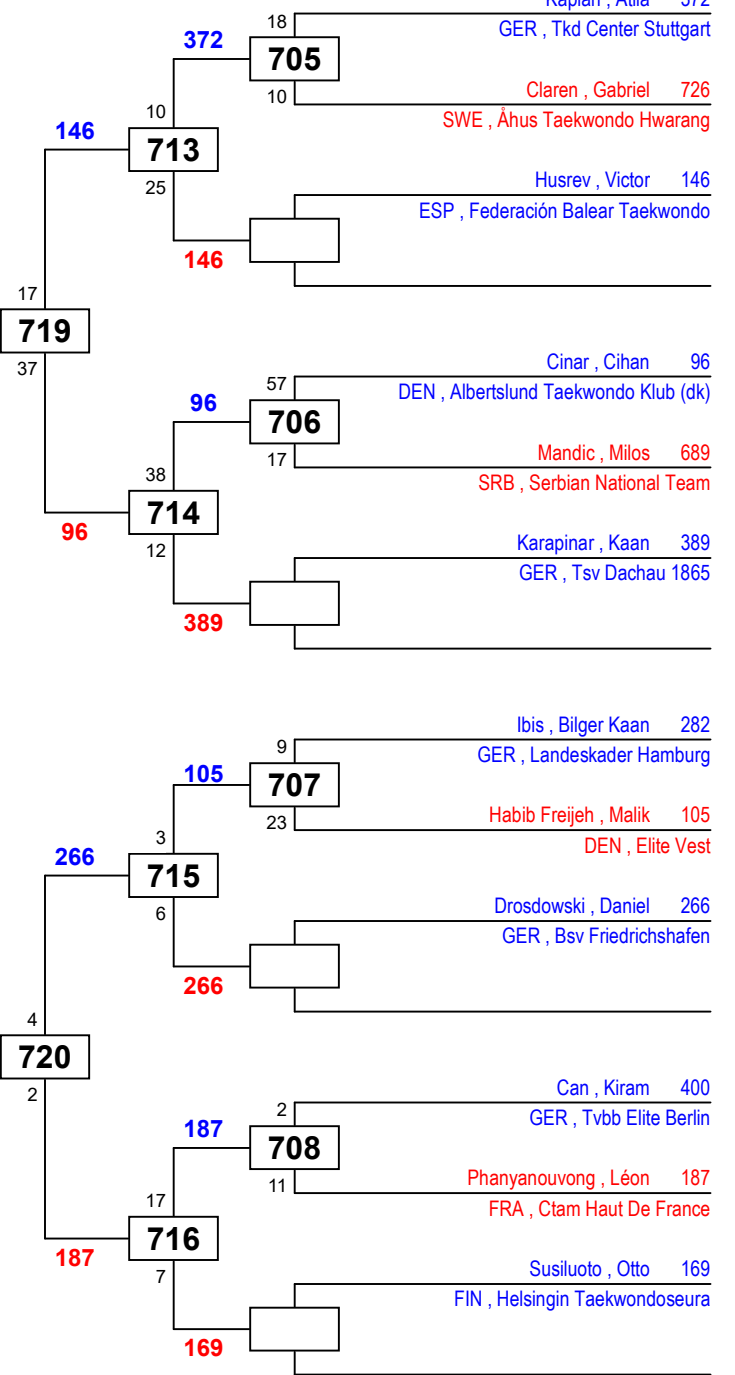 Kaplan , Atila 372
18
GER , Tkd Center Stuttgart
372
705
10
Claren , Gabriel 726
SWE , Åhus Taekwondo Hwarang
10
146
713
25
Husrev , Victor 146
ESP , Federación Balear Taekwondo
146
17
719
37
Cinar , Cihan 96
57
DEN , Albertslund Taekwondo Klub (dk)
96
706
17
Mandic , Milos 689
SRB , Serbian National Team
38
714
96
12
Karapinar , Kaan 389
GER , Tsv Dachau 1865
389
Ibis , Bilger Kaan 282
9
GER , Landeskader Hamburg
105
707
23
Habib Freijeh , Malik 105
DEN , Elite Vest
3
266
715
6
Drosdowski , Daniel 266
GER , Bsv Friedrichshafen
266
4
720
2
Can , Kiram 400
2
GER , Tvbb Elite Berlin
187
708
11
Phanyanouvong , Léon 187
FRA , Ctam Haut De France
17
716
187
7
Susiluoto , Otto 169
FIN , Helsingin Taekwondoseura
169